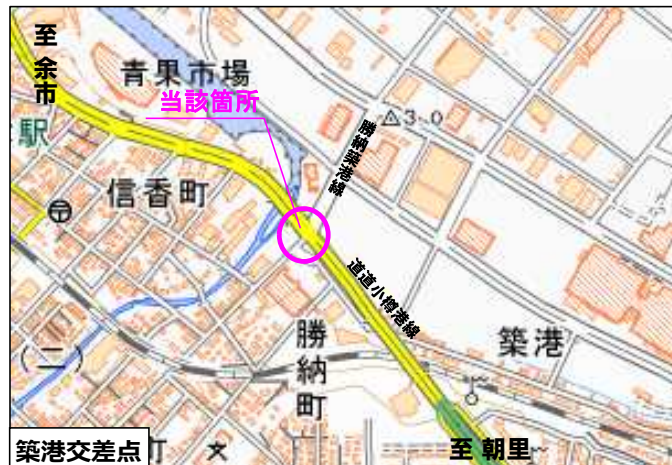 至 余市
青果市場
当該箇所
3.0
勝納築港線
駅
信香町
道道小樽港線
築港
勝納町
(二)
築港交差点
町
文
至 朝里